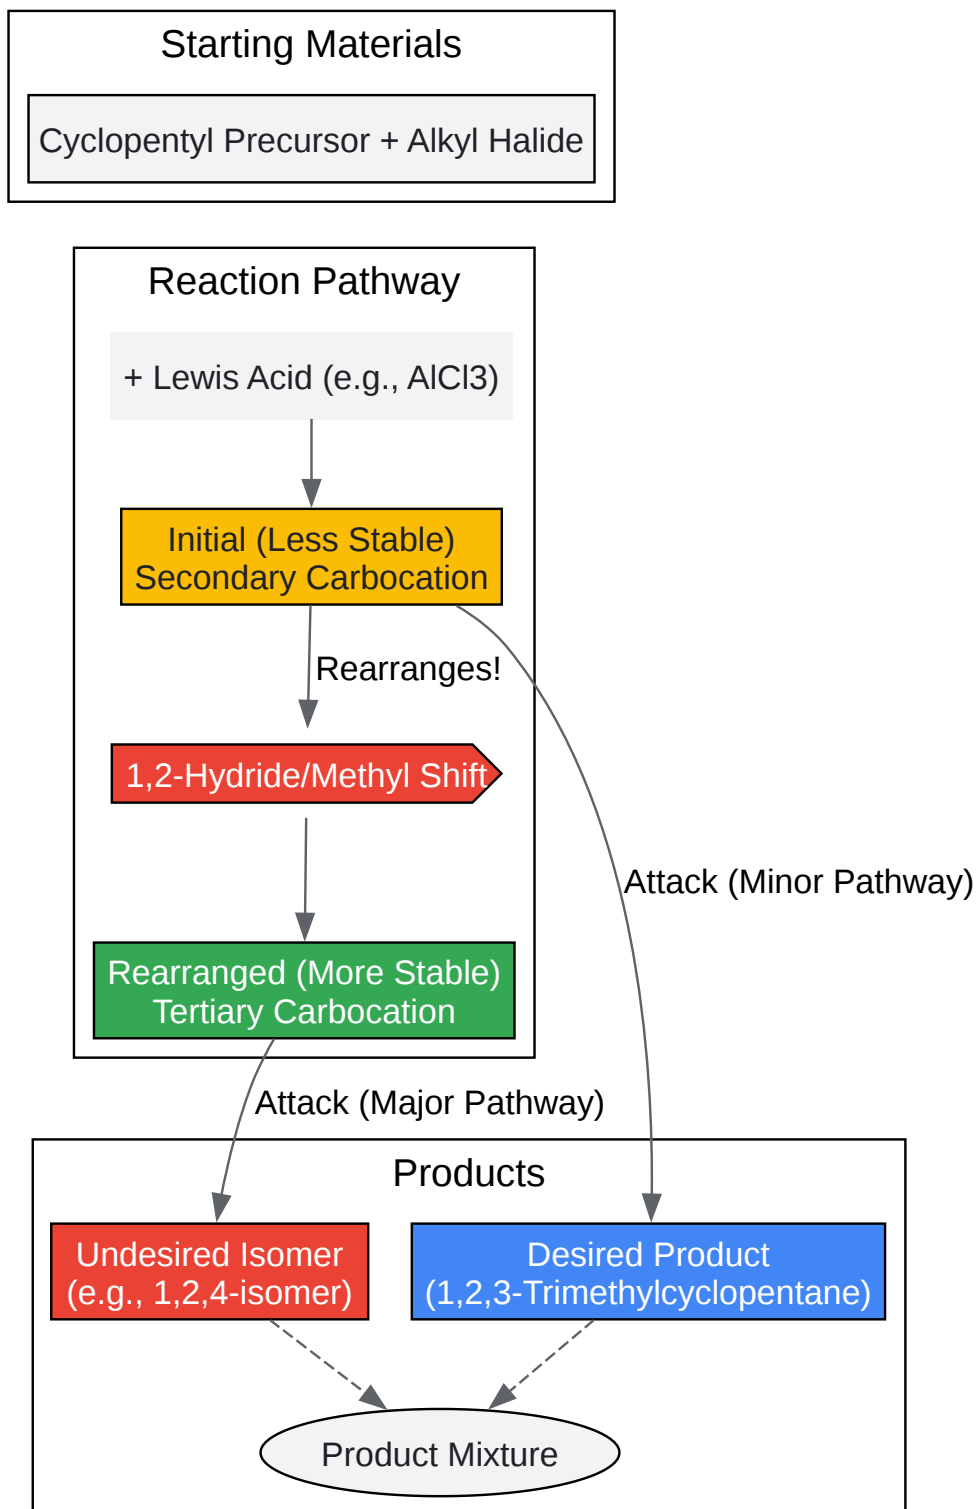 Starting Materials
Cyclopentyl Precursor + Alkyl Halide
Reaction Pathway
+ Lewis Acid (e.g., AlCl3)
Initial (Less Stable)
Secondary Carbocation
Rearranges!
1,2-Hydride/Methyl Shift
Attack (Minor Pathway)
Rearranged (More Stable)
Tertiary Carbocation
Attack (Major Pathway)
Products
Undesired Isomer
(e.g., 1,2,4-isomer)
Desired Product
(1,2,3-Trimethylcyclopentane)
Product Mixture